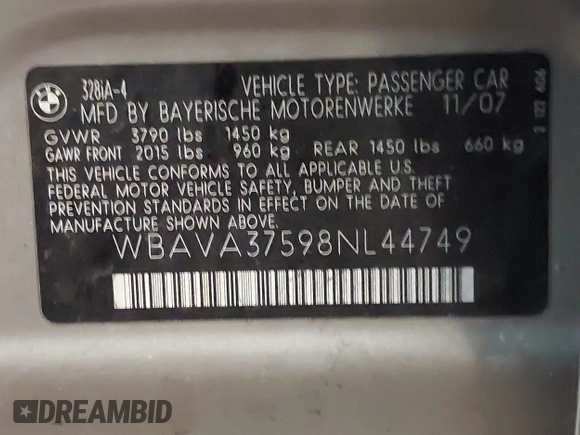 BMW
328iA-4 VEHICLE TYPE: PASSENGER CAR
MFD BY BAYERISCHE MOTORENWERKE 11/07
GVWR 3790 lbs 1450 kg
GAWR FRONT 2015 lbs 960 kg REAR 1450 lbs 660 kg
THIS VEHICLE CONFORMS TO ALL APPLICABLE U.S.
FEDERAL MOTOR VEHICLE SAFETY, BUMPER AND THEFT
PREVENTION STANDARDS IN EFFECT ON THE DATE OF
MANUFACTURE SHOWN ABOVE.
WBAVA37598NL44749
DREAMBID